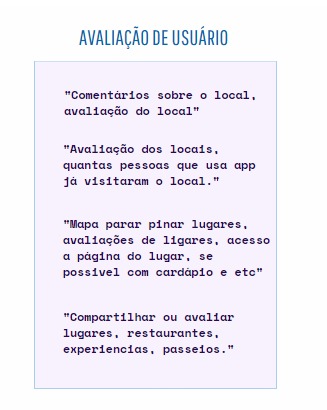 AVALIAÇÃO DE USUÁRIO
"Comentários sobre o local,
avaliação do local"
"Avaliação dos locais,
quantas pessoas que usa app
já visitaram o local."
"Mapa parar pinar lugares,
avaliações de ligares, acesso
a página do lugar, se
possivel com cardápio e etc"
"Compartilhar ou avaliar
lugares, restaurantes,
experiencias, passeios."